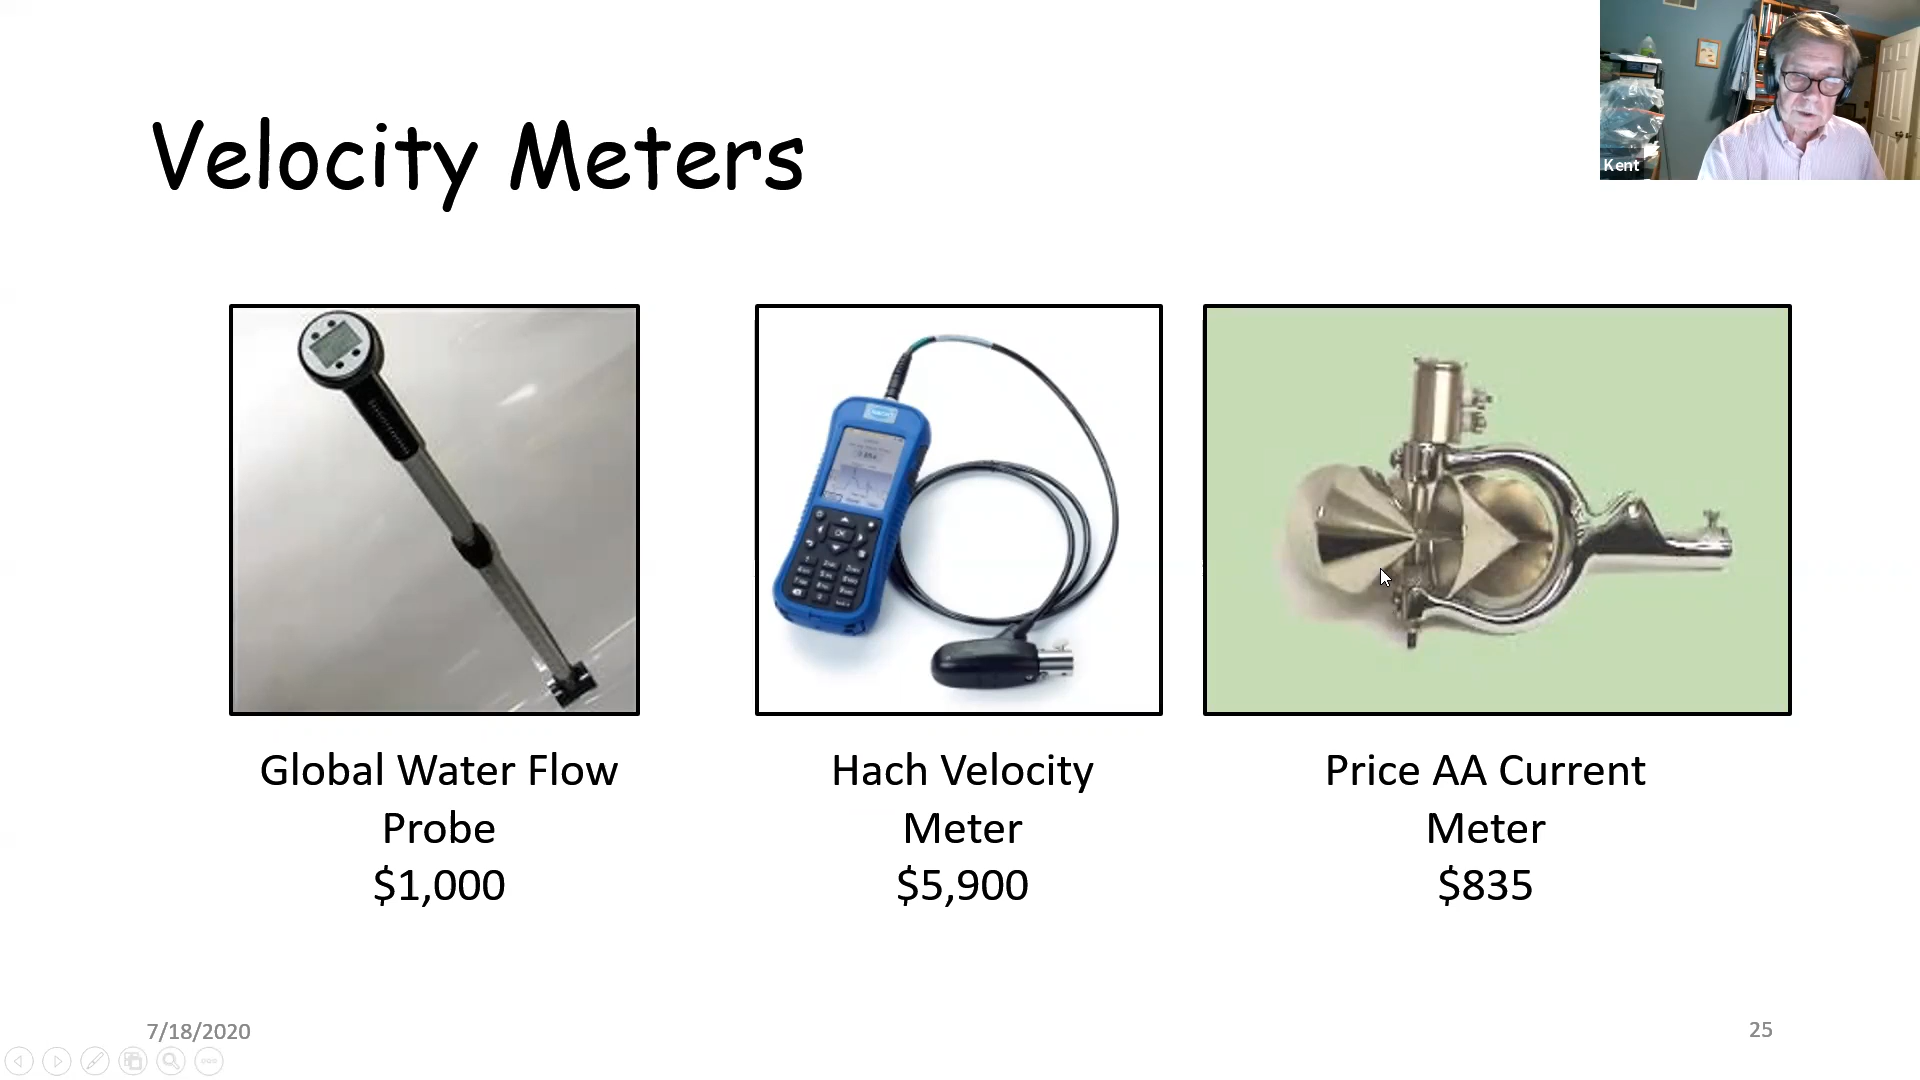 Velocity Meters
Kent
Global Water Flow
Probe
$1,000
Hach Velocity
Meter
$5,900
Price AA Current
Meter
$835
7/18/2020
25